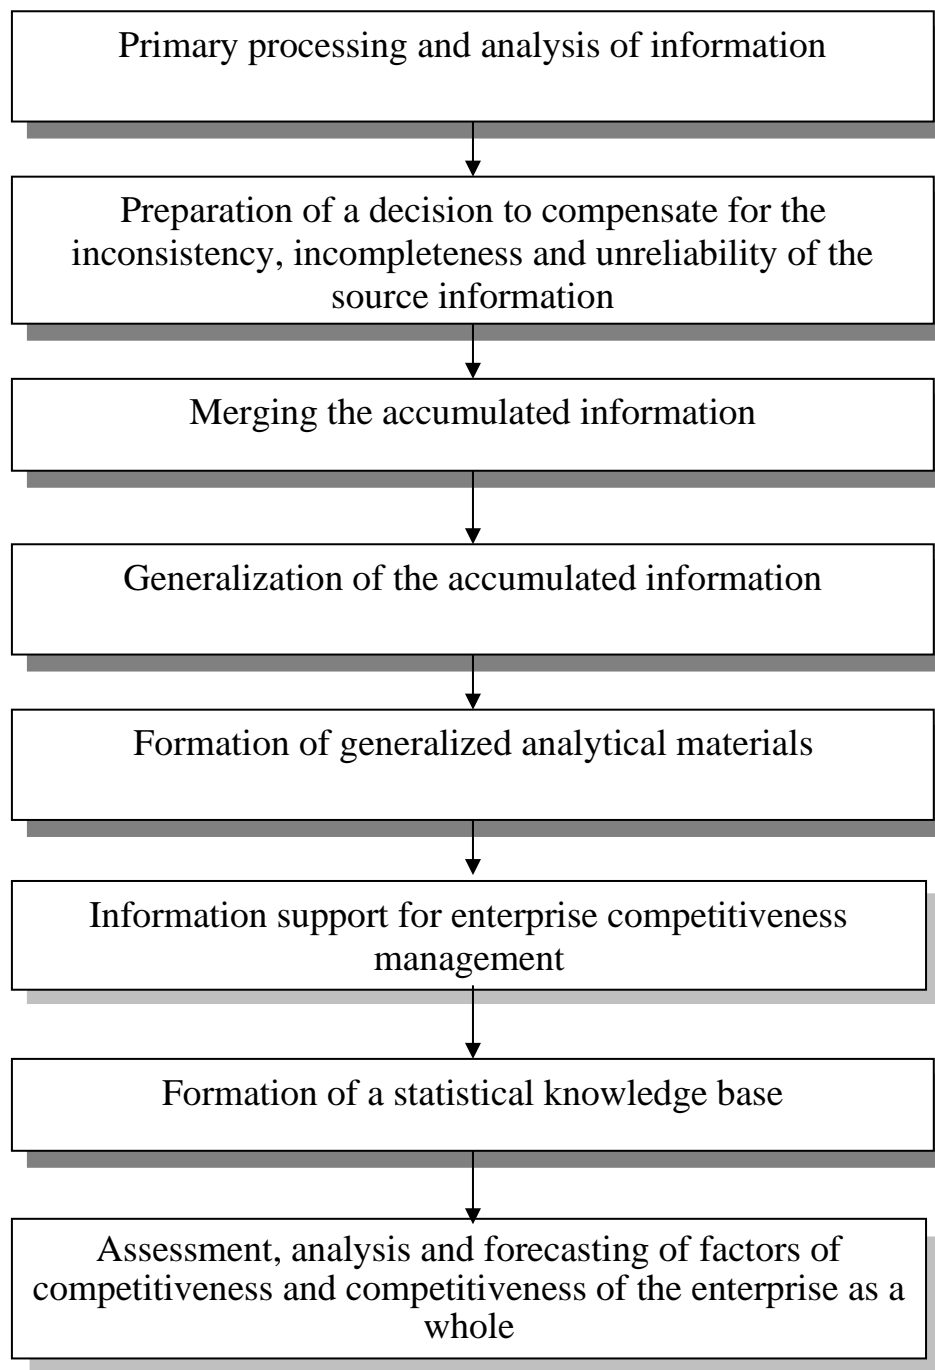 Primary processing and analysis of information
Preparation of a decision to compensate for the
inconsistency, incompleteness and unreliability of the
source information
Merging the accumulated information
Generalization of the accumulated information
Formation of generalized analytical materials
Information support for enterprise competitiveness
management
Formation of a statistical knowledge base
Assessment, analysis and forecasting of factors of
competitiveness and competitiveness of the enterprise as a
whole